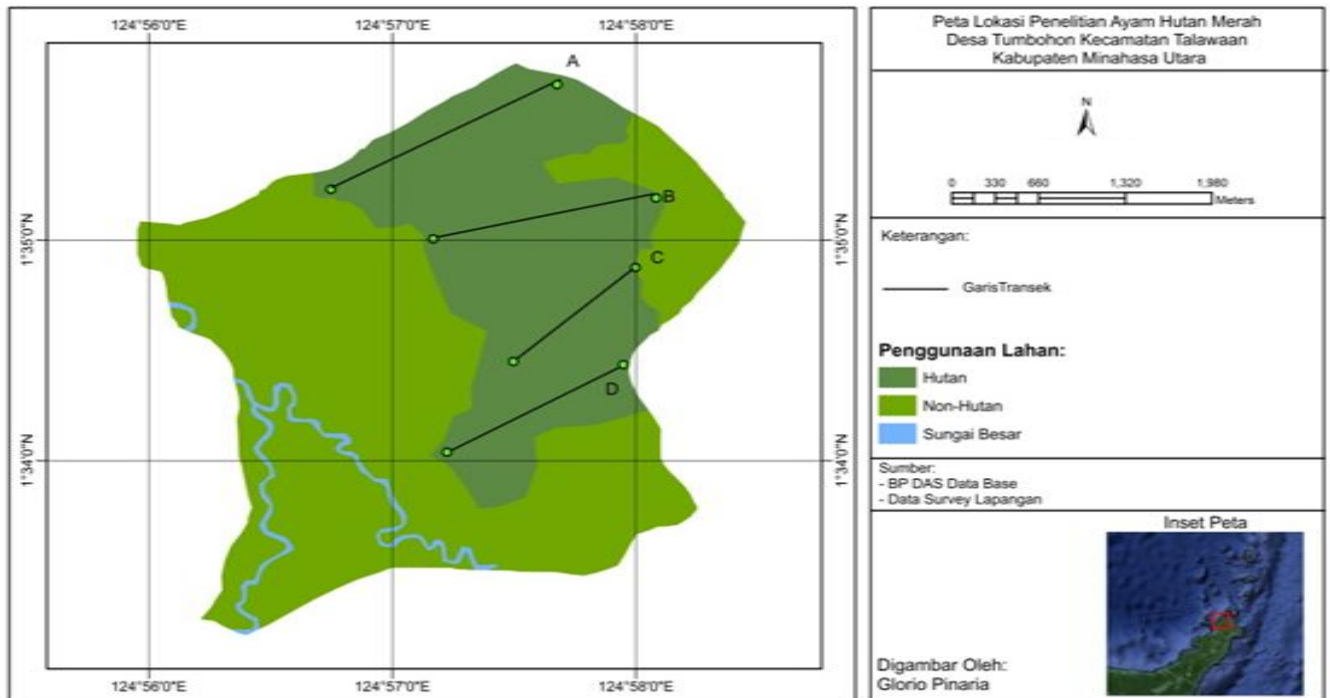 124°56'0"E 124°57'0"E 124°58'0"E
A
B
1°35'0"N 1°35'0"N
C
D
1°34'0"N 1°34'0"N
124°56'0"E 124°57'0"E 124°58'0"E
Peta Lokasi Penelitian Ayam Hutan Merah
Desa Tumbohon Kecamatan Talawaan
Kabupaten Minahasa Utara
N
0 330 660 1,320 1,980
Meters
Keterangan:
GarisTransek
Penggunaan Lahan:
Hutan
Non-Hutan
Sungai Besar
Sumber:
- BP DAS Data Base
- Data Survey Lapangan
Inset Peta
Digambar Oleh:
Glorio Pinaria